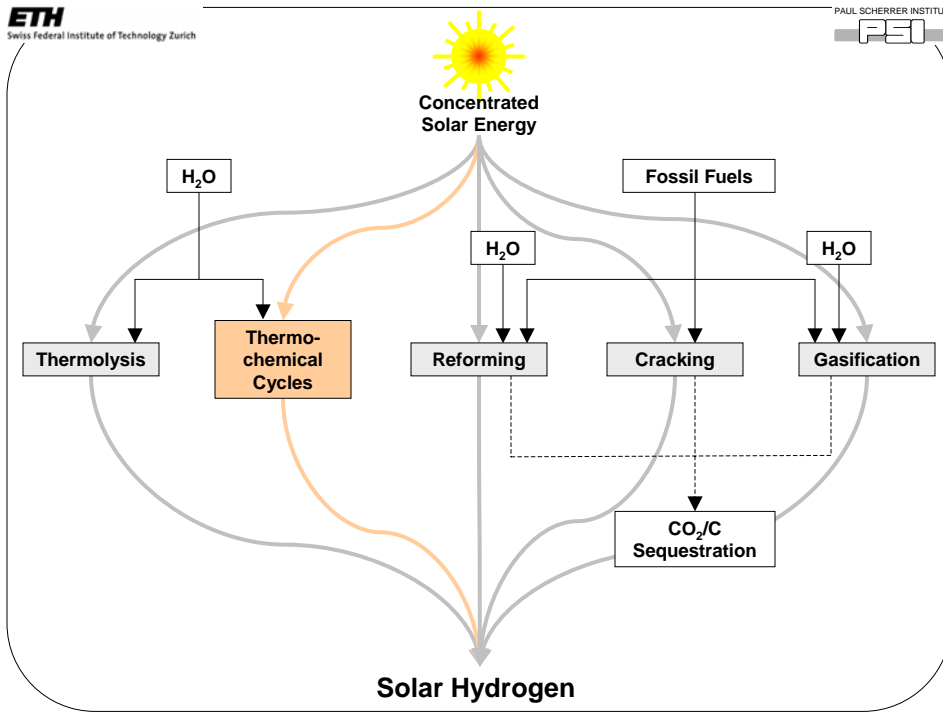 ETH
Swiss Federal Institute of Technology Zurich
PAUL SCHERRER INSTITU
PSI
Concentrated
Solar Energy
H₂O
Fossil Fuels
H₂O
H₂O
Thermolysis
Thermo-
chemical
Cycles
Reforming
Cracking
Gasification
CO₂/C
Sequestration
Solar Hydrogen